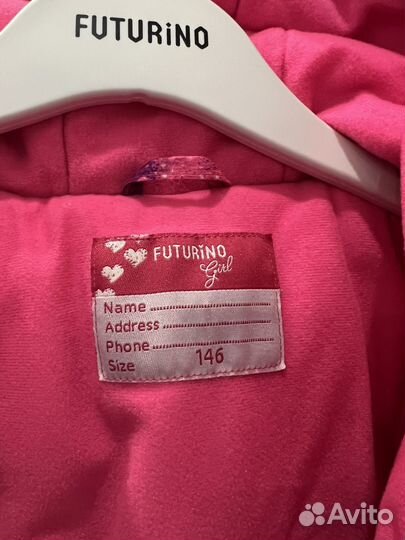 FUTURiNO
FUTURiNO
Girl
Name ....................
Address ...............
Phone ..................
Size 146
Avito